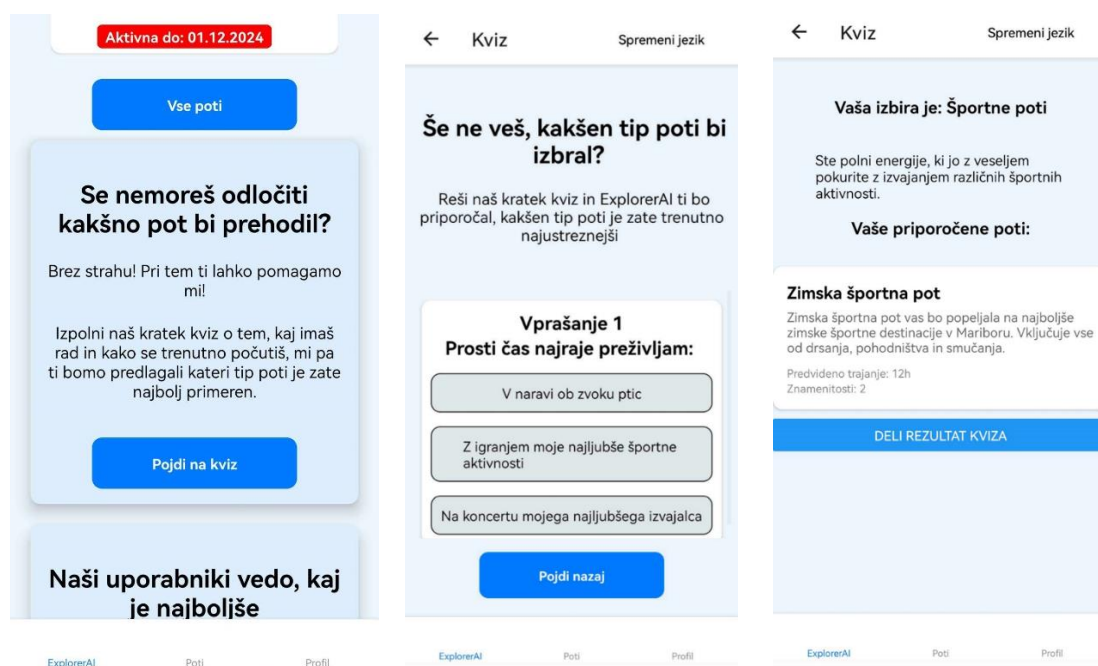 Aktivna do: 01.12.2024
Vse poti
Se nemoreš odločiti
kakšno pot bi prehodil?
Brez strahu! Pri tem ti lahko pomagamo
mi!
Izpolni naš kratek kviz o tem, kaj imaš
rad in kako se trenutno počutiš, mi pa
ti bomo predlagali kateri tip poti je zate
najbolj primeren.
Pojdi na kviz
Naši uporabniki vedo, kaj
je najboljše
ExplorerAI Poti Profil
← Kviz Spremeni jezik
Še ne veš, kakšen tip poti bi
izbral?
Reši naš kratek kviz in ExplorerAI ti bo
priporočal, kakšen tip poti je zate trenutno
najustreznejši
Vprašanje 1
Prosti čas najraje preživljam:
V naravi ob zvoku ptic
Z igranjem moje najljubše športne
aktivnosti
Na koncertu mojega najljubšega izvajalca
Pojdi nazaj
ExplorerAI Poti Profil
← Kviz Spremeni jezik
Vaša izbira je: Športne poti
Ste polni energije, ki jo z veseljem
pokurite z izvajanjem različnih športnih
aktivnosti.
Vaše priporočene poti:
Zimska športna pot
Zimska športna pot vas bo popeljala na najboljše
zimske športne destinacije v Mariboru. Vključuje vse
od drsanja, pohodništva in smučanja.
Predvideno trajanje: 12h
Znamenitosti: 2
DELI REZULTAT KVIZA
ExplorerAI Poti Profil